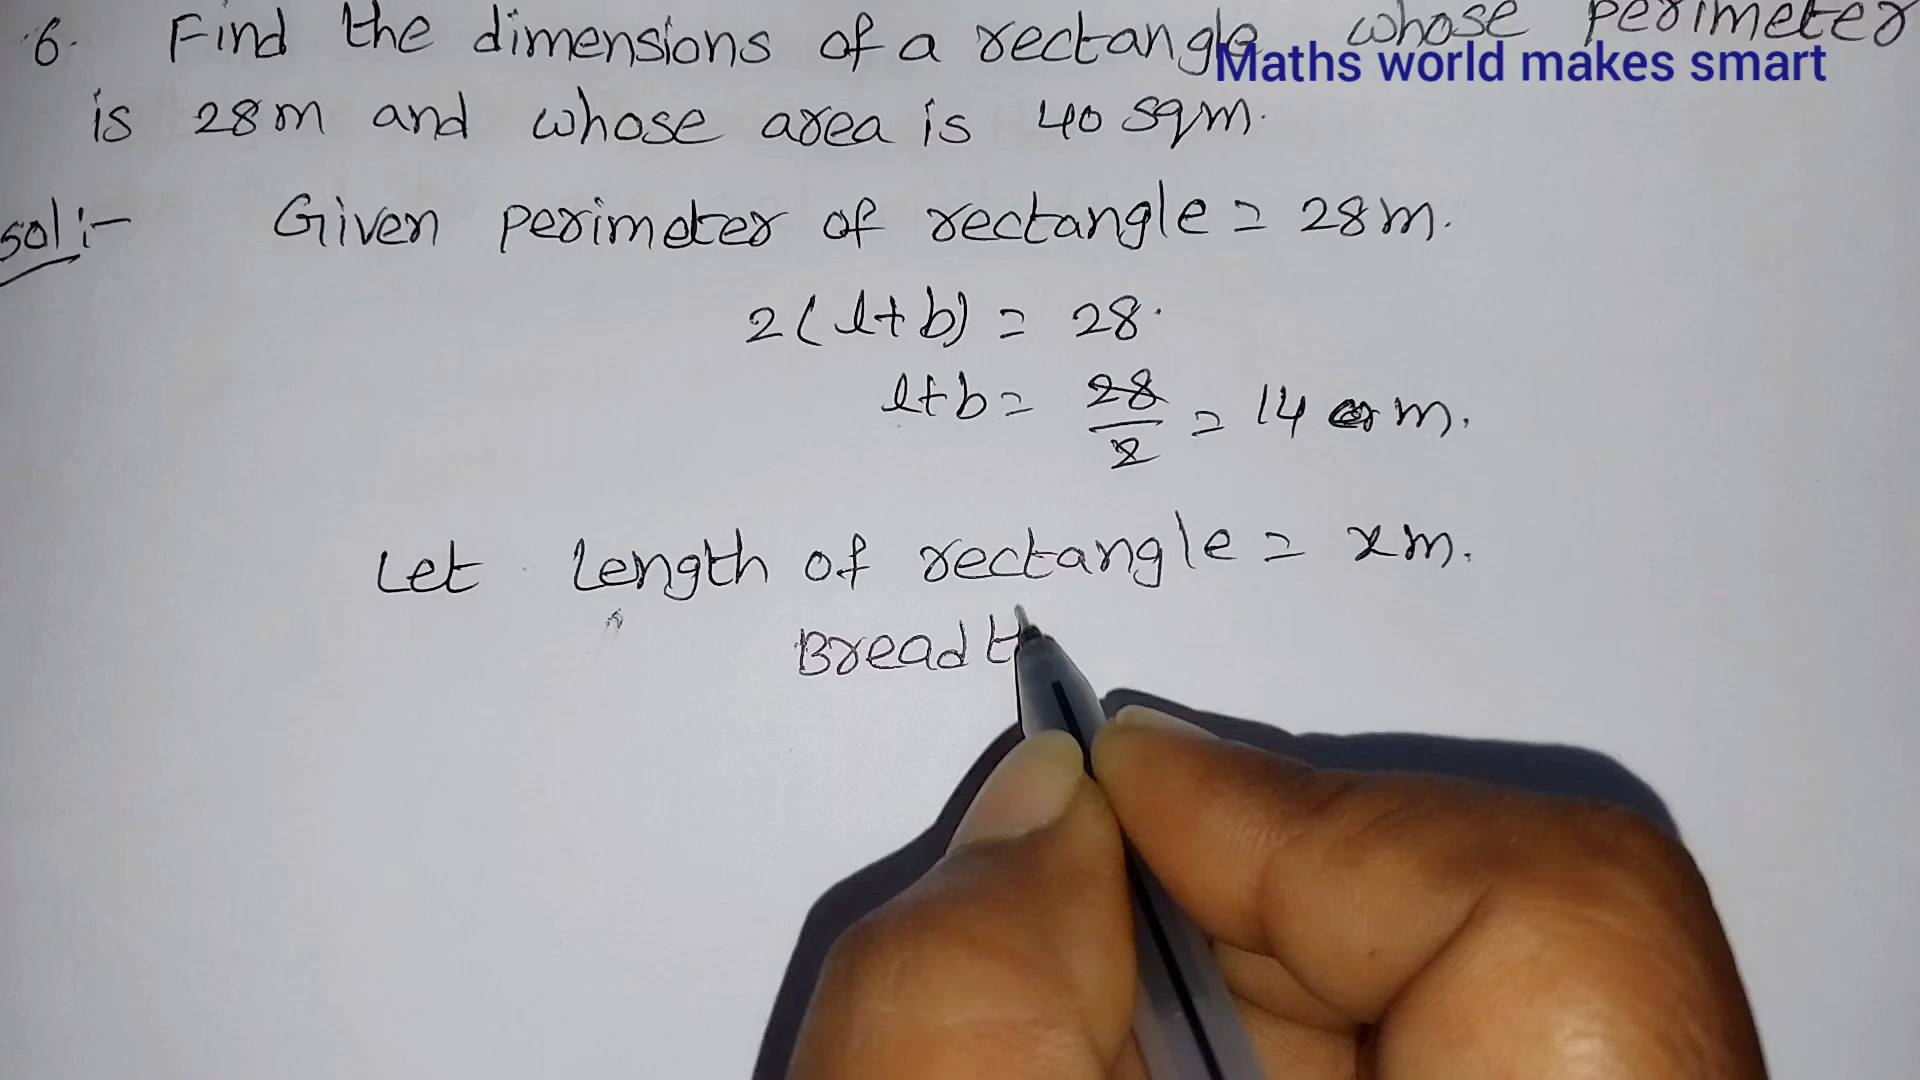 6. Find the dimensions of a rectangle whose perimeter
Maths world makes smart
is 28m and whose area is 40 sqm.
Sol:- Given perimeter of rectangle = 28m.
2(l+b) = 28.
l+b = 28/2 = 14 m.
Let length of rectangle = xm.
Breadt